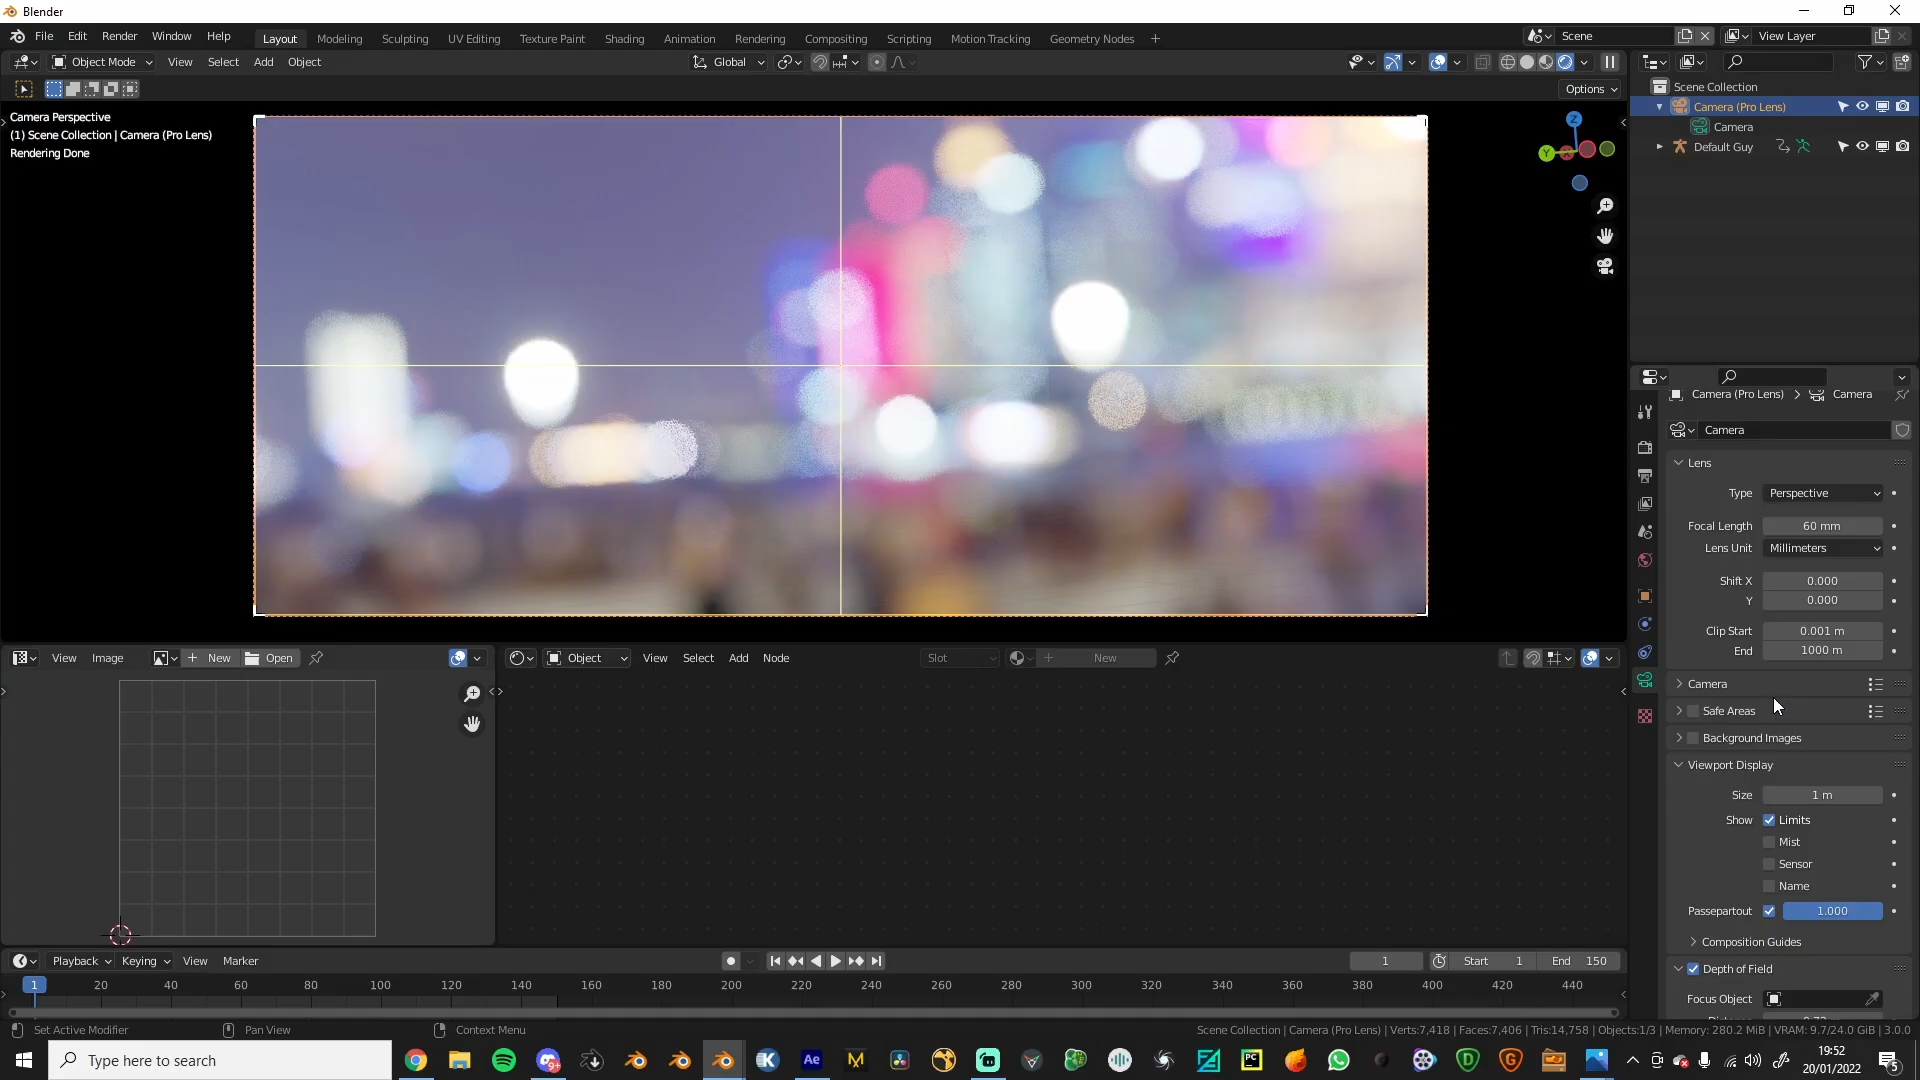 Blender
File Edit Render Window Help
Layout Modeling Sculpting UV Editing Texture Paint Shading Animation Rendering Compositing Scripting Motion Tracking Geometry Nodes +
Scene
View Layer
Object Mode View Select Add Object
Global
Options
Camera Perspective
(1) Scene Collection | Camera (Pro Lens)
Rendering Done
Z
Y
Scene Collection
Camera (Pro Lens)
Camera
Default Guy
Camera (Pro Lens) > Camera
Camera
Lens
Type Perspective
Focal Length 60 mm
Lens Unit Millimeters
Shift X 0.000
Y 0.000
Clip Start 0.001 m
End 1000 m
Camera
Safe Areas
Background Images
Viewport Display
Size 1 m
Show Limits
Mist
Sensor
Name
Passepartout 1.000
Composition Guides
Depth of Field
Focus Object
View Image + New Open
Object View Select Add Node
Slot
+ New
Playback Keying View Marker
1
Start 1 End 150
1 20 40 60 80 100 120 140 160 180 200 220 240 260 280 300 320 340 360 380 400 420 440
Set Active Modifier
Pan View
Context Menu
Scene Collection | Camera (Pro Lens) | Verts:7,418 | Faces:7,406 | Tris:14,758 | Objects:1/3 | Memory: 280.2 MiB | VRAM: 9.7/24.0 GiB | 3.0.0
Type here to search
Ae
PC
19:52
20/01/2022
5